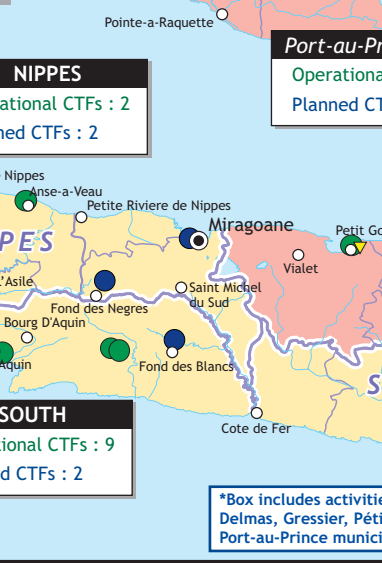 Pointe-a-Raquette
Port-au-Pr
Operationa
Planned CT
NIPPES
ational CTFs : 2
ned CTFs : 2
Nippes
Anse-a-Veau
Petite Riviere de Nippes
PES
Miragoane
Petit Go
Vialet
L'Asile
Saint Michel
du Sud
Fond des Negres
Bourg D'Aquin
Aquin
Fond des Blancs
S
SOUTH
tional CTFs : 9
d CTFs : 2
Cote de Fer
*Box includes activitie
Delmas, Gressier, Péti
Port-au-Prince munici